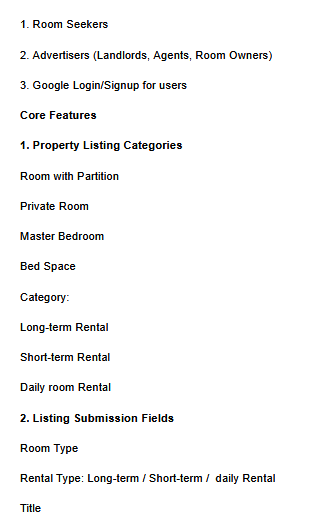 1. Room Seekers
2. Advertisers (Landlords, Agents, Room Owners)
3. Google Login/Signup for users
Core Features
1. Property Listing Categories
Room with Partition
Private Room
Master Bedroom
Bed Space
Category:
Long-term Rental
Short-term Rental
Daily room Rental
2. Listing Submission Fields
Room Type
Rental Type: Long-term / Short-term /  daily Rental
Title